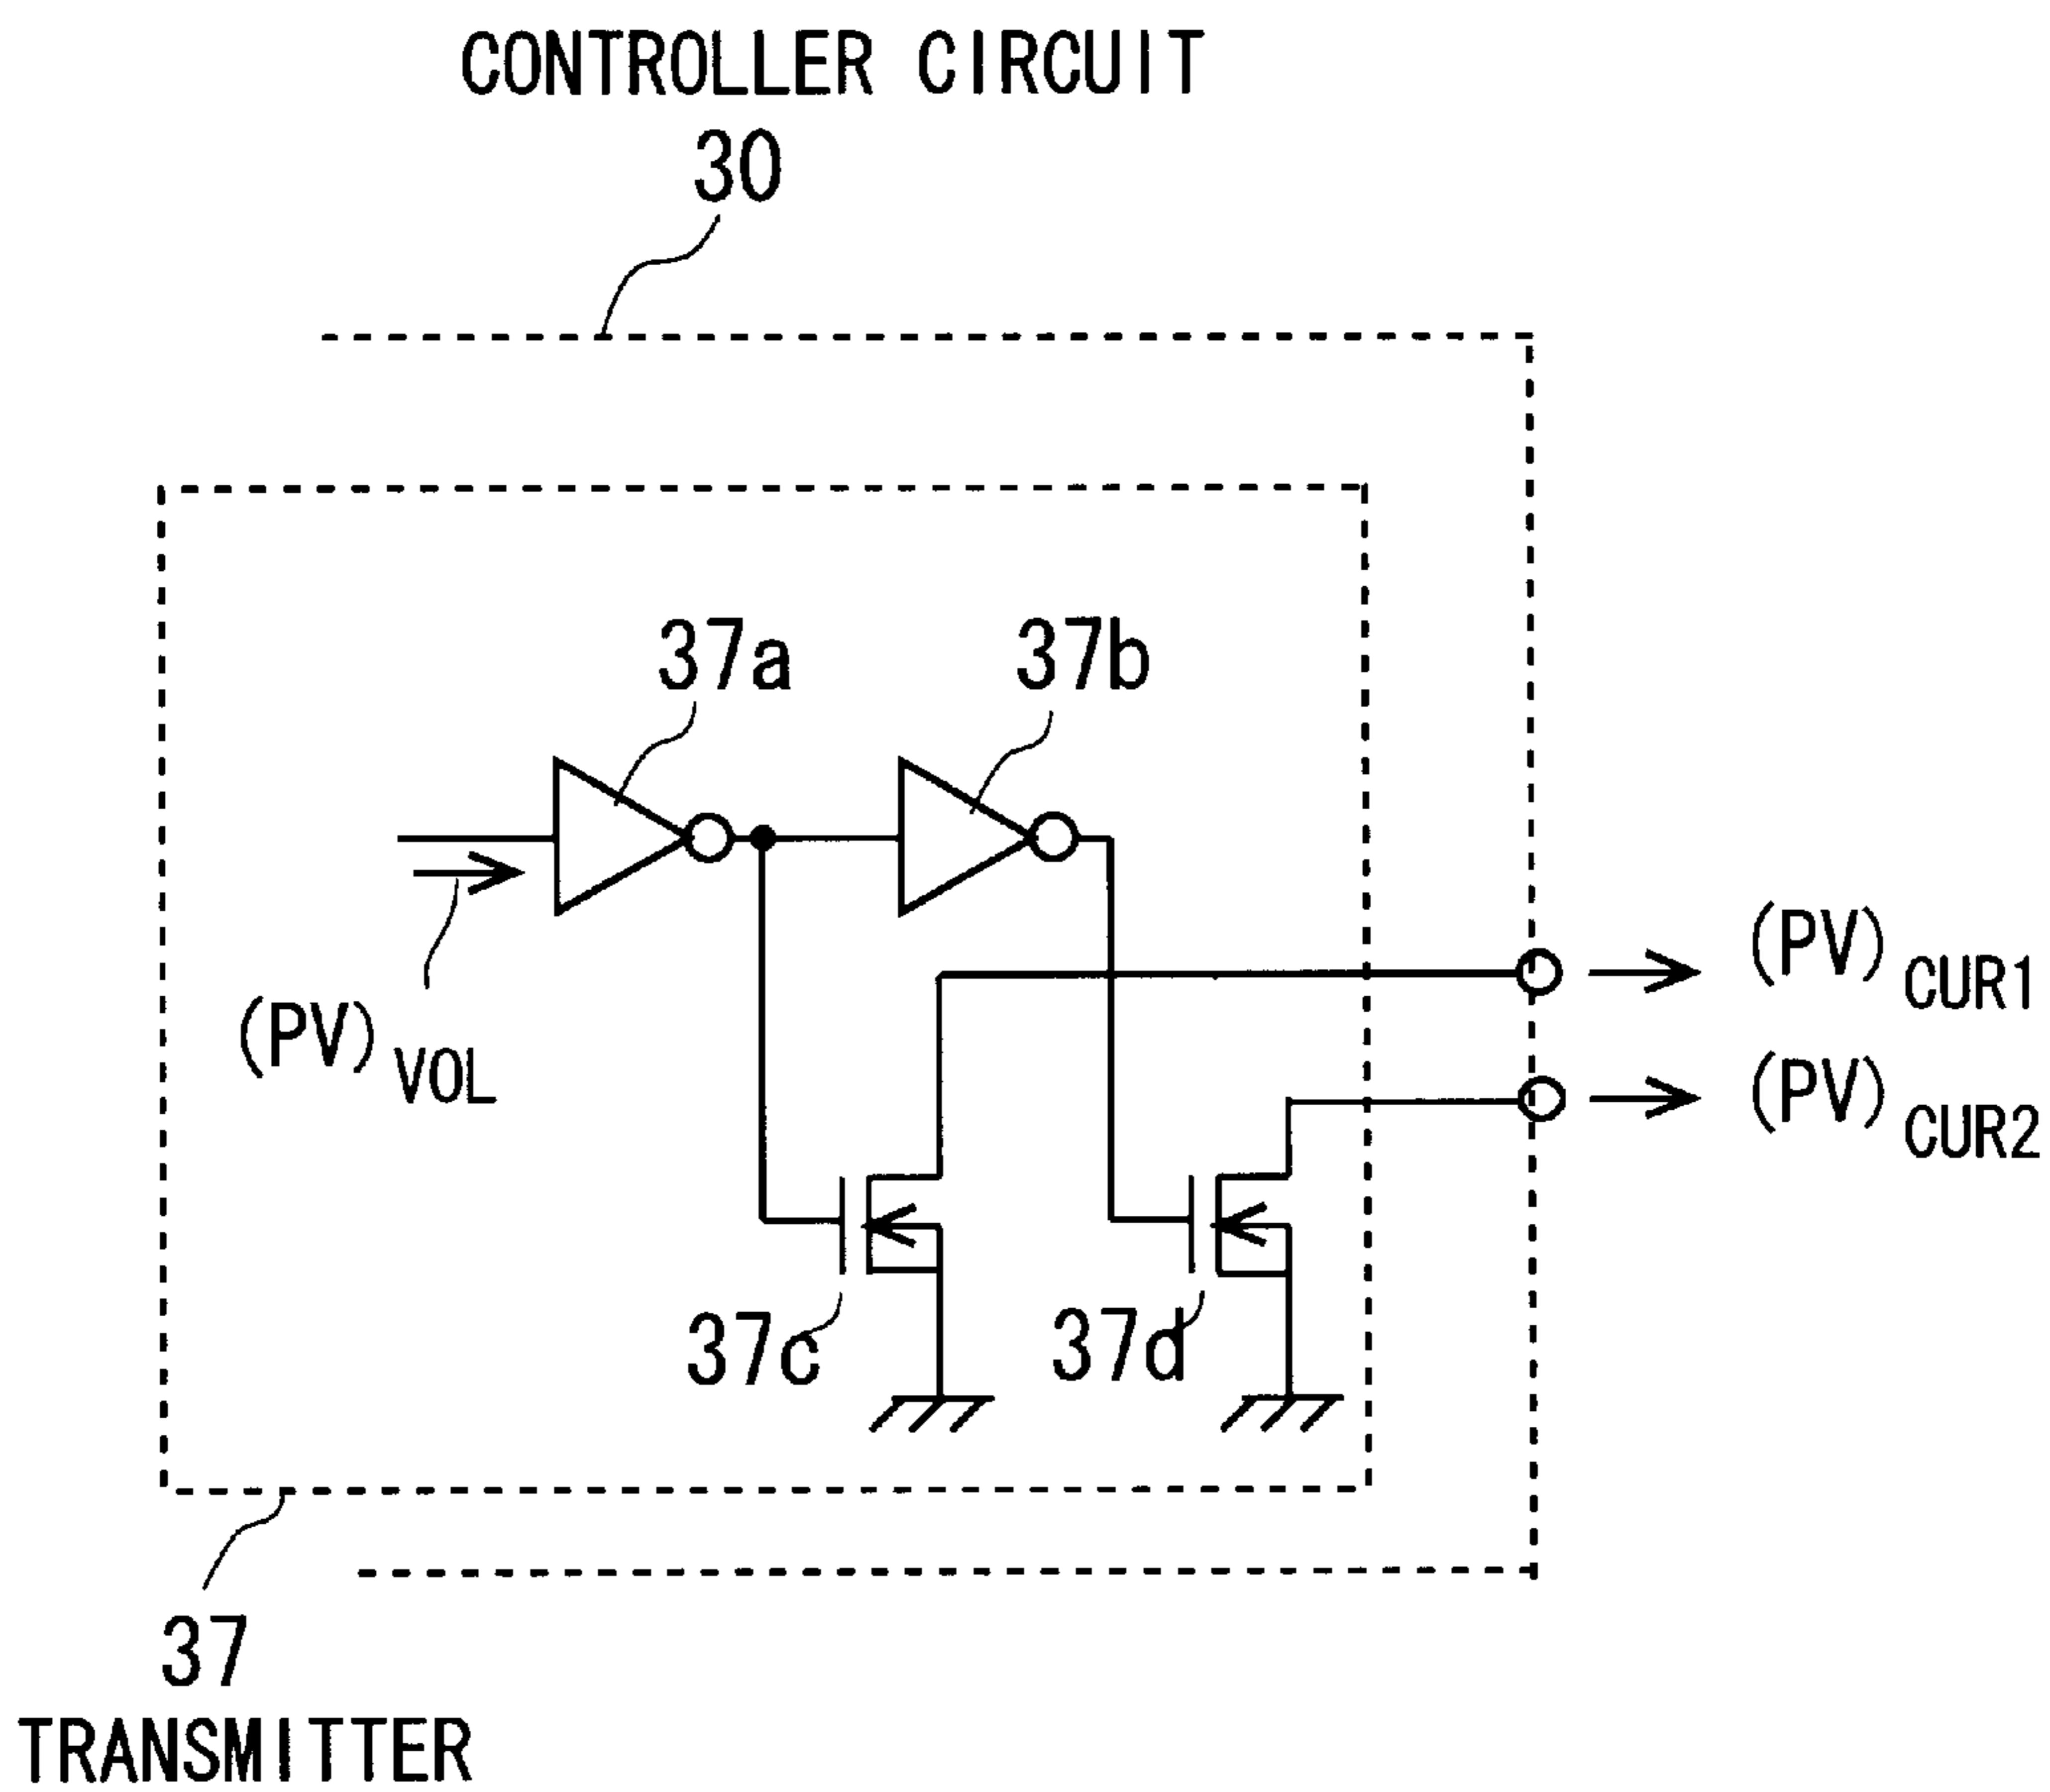 CONTROLLER CIRCUIT
30
37a
37b
(PV)VOL
(PV)CUR1
(PV)CUR2
37c
37d
37
TRANSMITTER